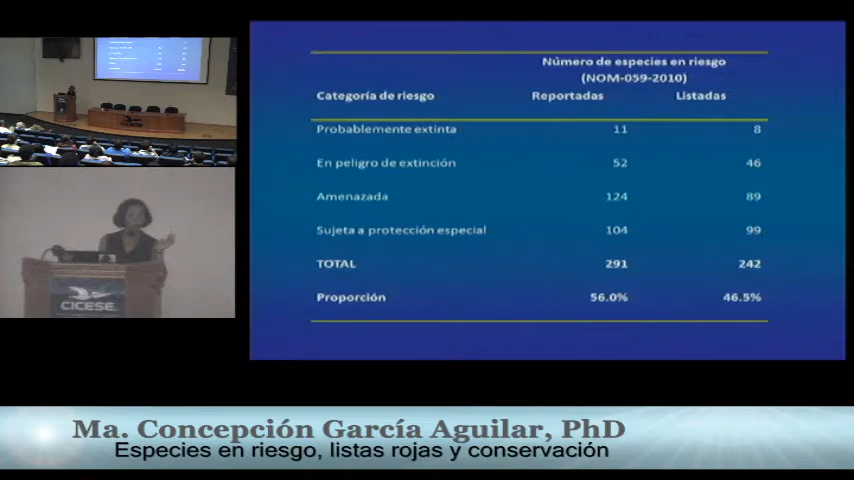 Número de especies en riesgo
(NOM-059-2010)
Categoría de riesgo Reportadas Listadas
Probablemente extinta 11 8
En peligro de extinción 52 46
Amenazada 124 89
Sujeta a protección especial 104 99
TOTAL 291 242
Proporción 56.0% 46.5%
CICESE
Ma. Concepción García Aguilar, PhD
Especies en riesgo, listas rojas y conservación